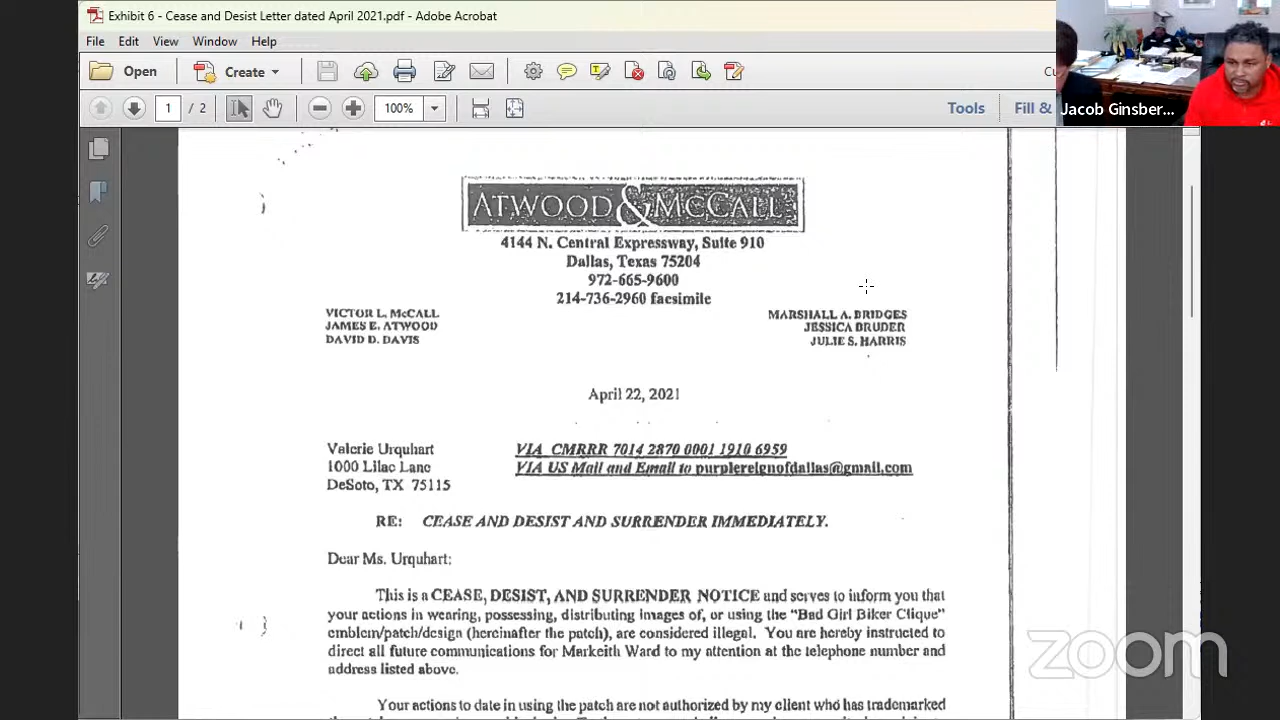 Exhibit 6 - Cease and Desist Letter dated April 2021.pdf - Adobe Acrobat
File Edit View Window Help
Open Create
1 / 2 100% Tools Fill &
Jacob Ginsber...
ATWOOD & MCCALL
4144 N. Central Expressway, Suite 910
Dallas, Texas 75204
972-665-9600
214-736-2960 facsimile
VICTOR L. McCALL
JAMES E. ATWOOD
DAVID D. DAVIS
MARSHALL A. BRIDGES
JESSICA BRUDER
JULIE S. HARRIS
April 22, 2021
Valerie Urquhart
1000 Lilac Lane
DeSoto, TX 75115
VIA CMRRR 7014 2870 0001 1910 6959
VIA US Mail and Email to purplereignofdallas@gmail.com
RE: CEASE AND DESIST AND SURRENDER IMMEDIATELY.
Dear Ms. Urquhart:
This is a CEASE, DESIST, AND SURRENDER NOTICE and serves to inform you that
your actions in wearing, possessing, distributing images of, or using the "Bad Girl Biker Clique"
emblem/patch/design (hereinafter the patch), are considered illegal. You are hereby instructed to
direct all future communications for Markeith Ward to my attention at the telephone number and
address listed above.
Your actions to date in using the patch are not authorized by my client who has trademarked
zoom